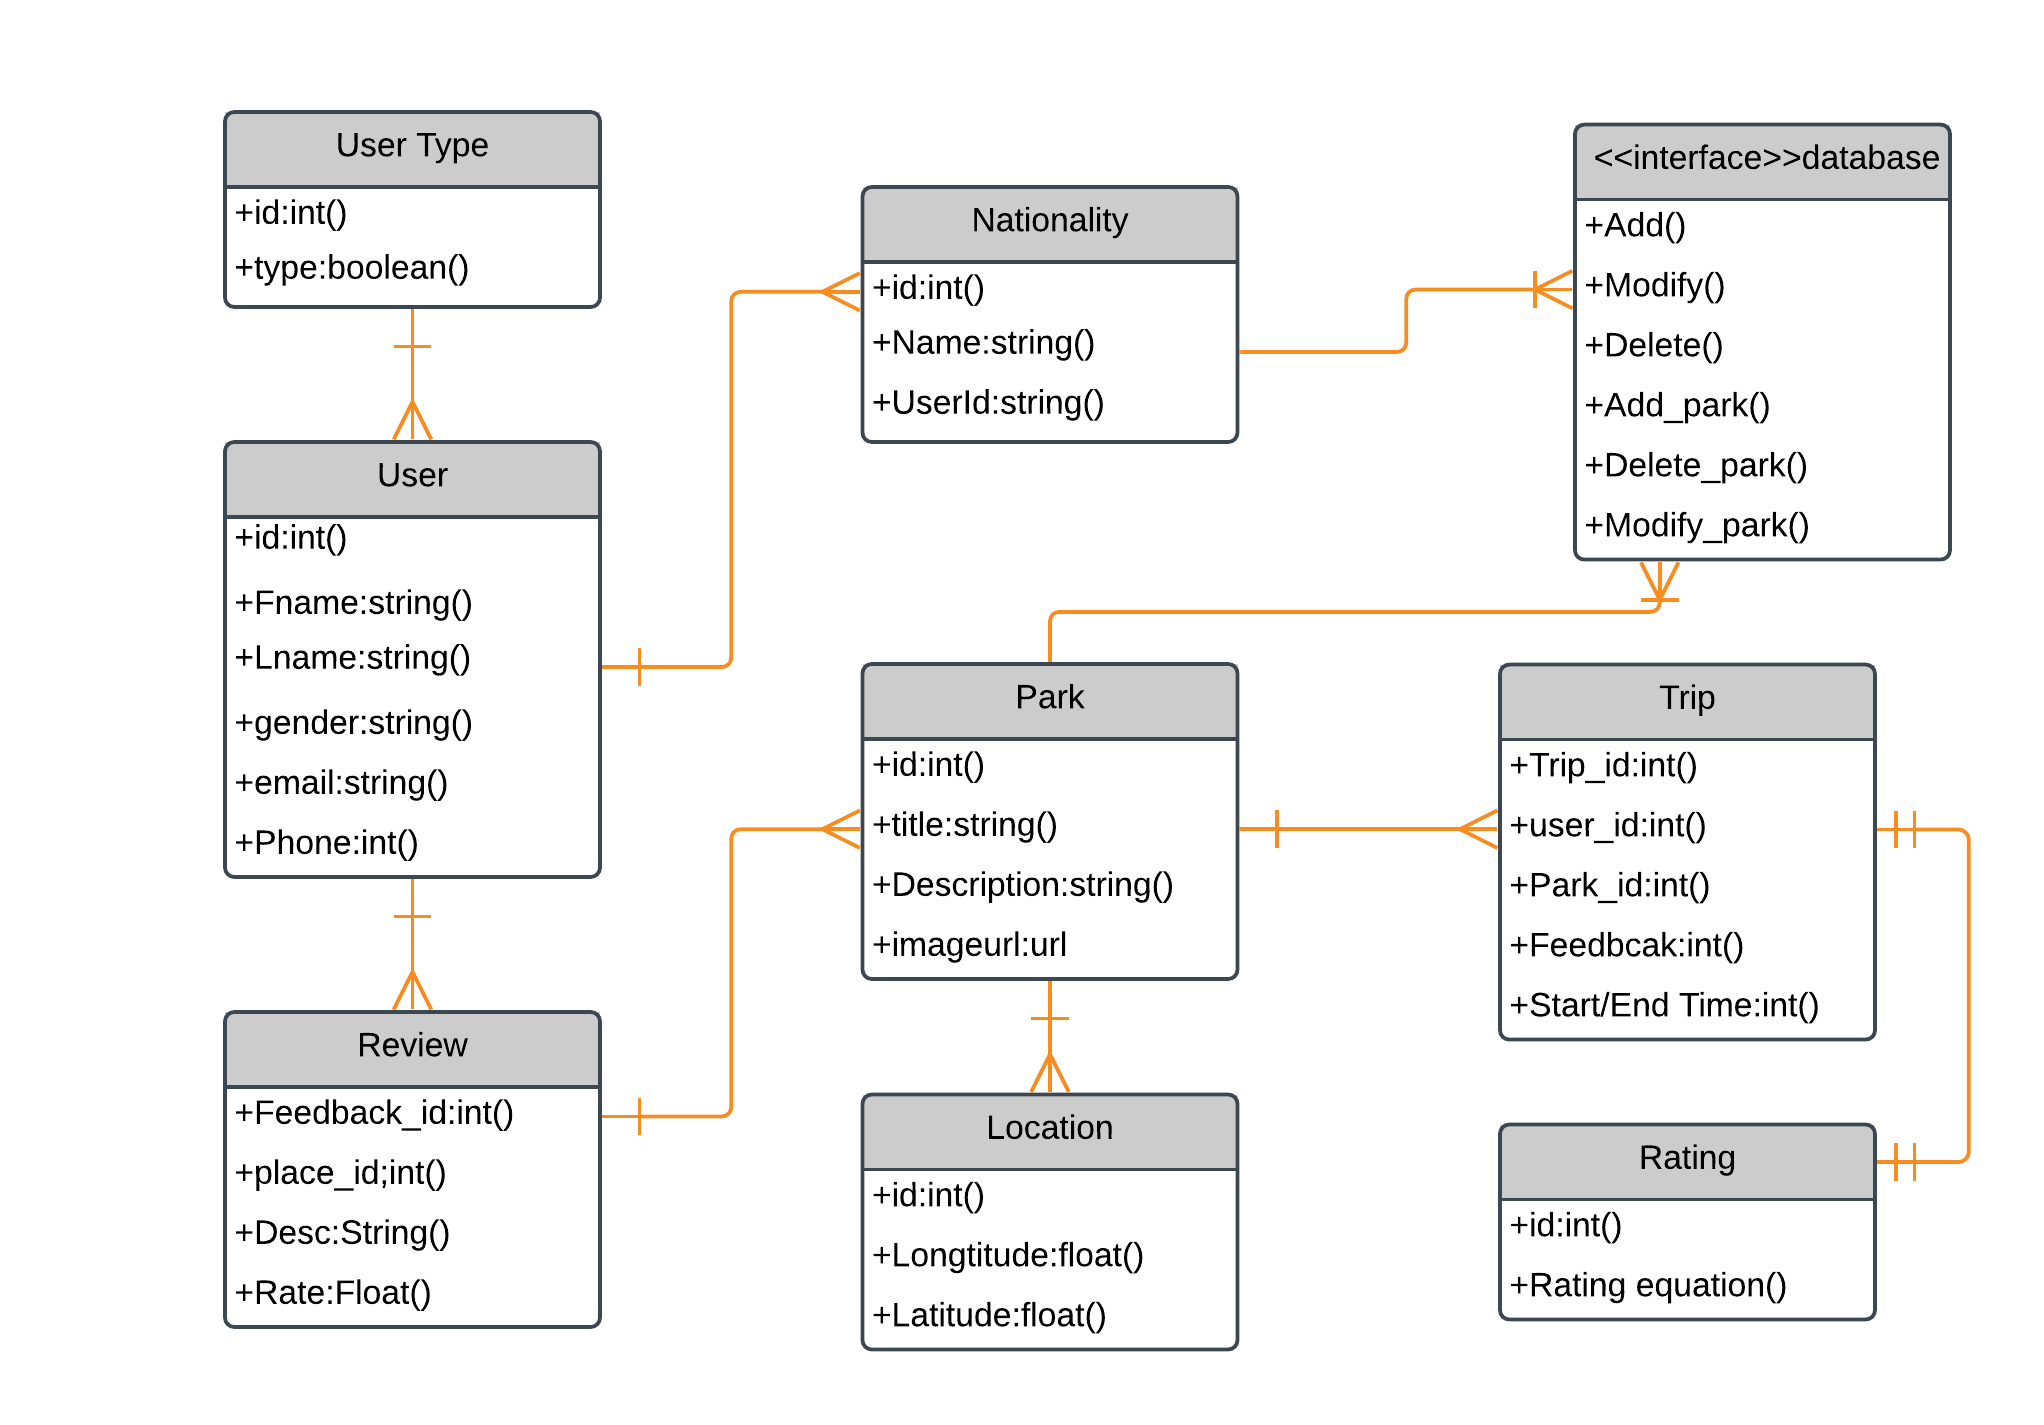 User Type
+id:int()
+type:boolean()
User
+id:int()
+Fname:string()
+Lname:string()
+gender:string()
+email:string()
+Phone:int()
Review
+Feedback_id:int()
+place_id;int()
+Desc:String()
+Rate:Float()
Nationality
+id:int()
+Name:string()
+UserId:string()
Park
+id:int()
+title:string()
+Description:string()
+imageurl:url
Location
+id:int()
+Longtitude:float()
+Latitude:float()
<<interface>>database
+Add()
+Modify()
+Delete()
+Add_park()
+Delete_park()
+Modify_park()
Trip
+Trip_id:int()
+user_id:int()
+Park_id:int()
+Feedbcak:int()
+Start/End Time:int()
Rating
+id:int()
+Rating equation()